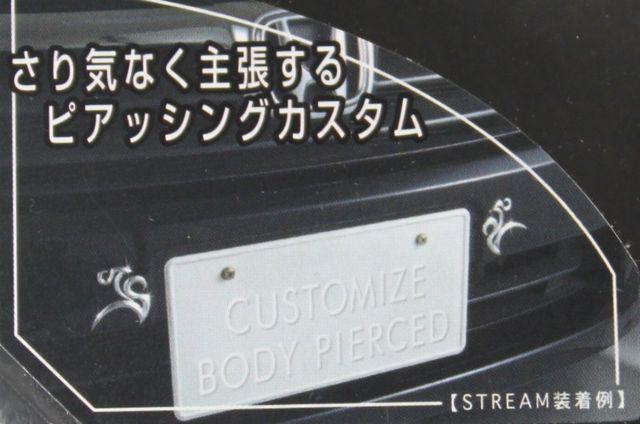 さり気なく主張する
ピアッシングカスタム
CUSTOMIZE
BODY PIERCED
【STREAM装着例】